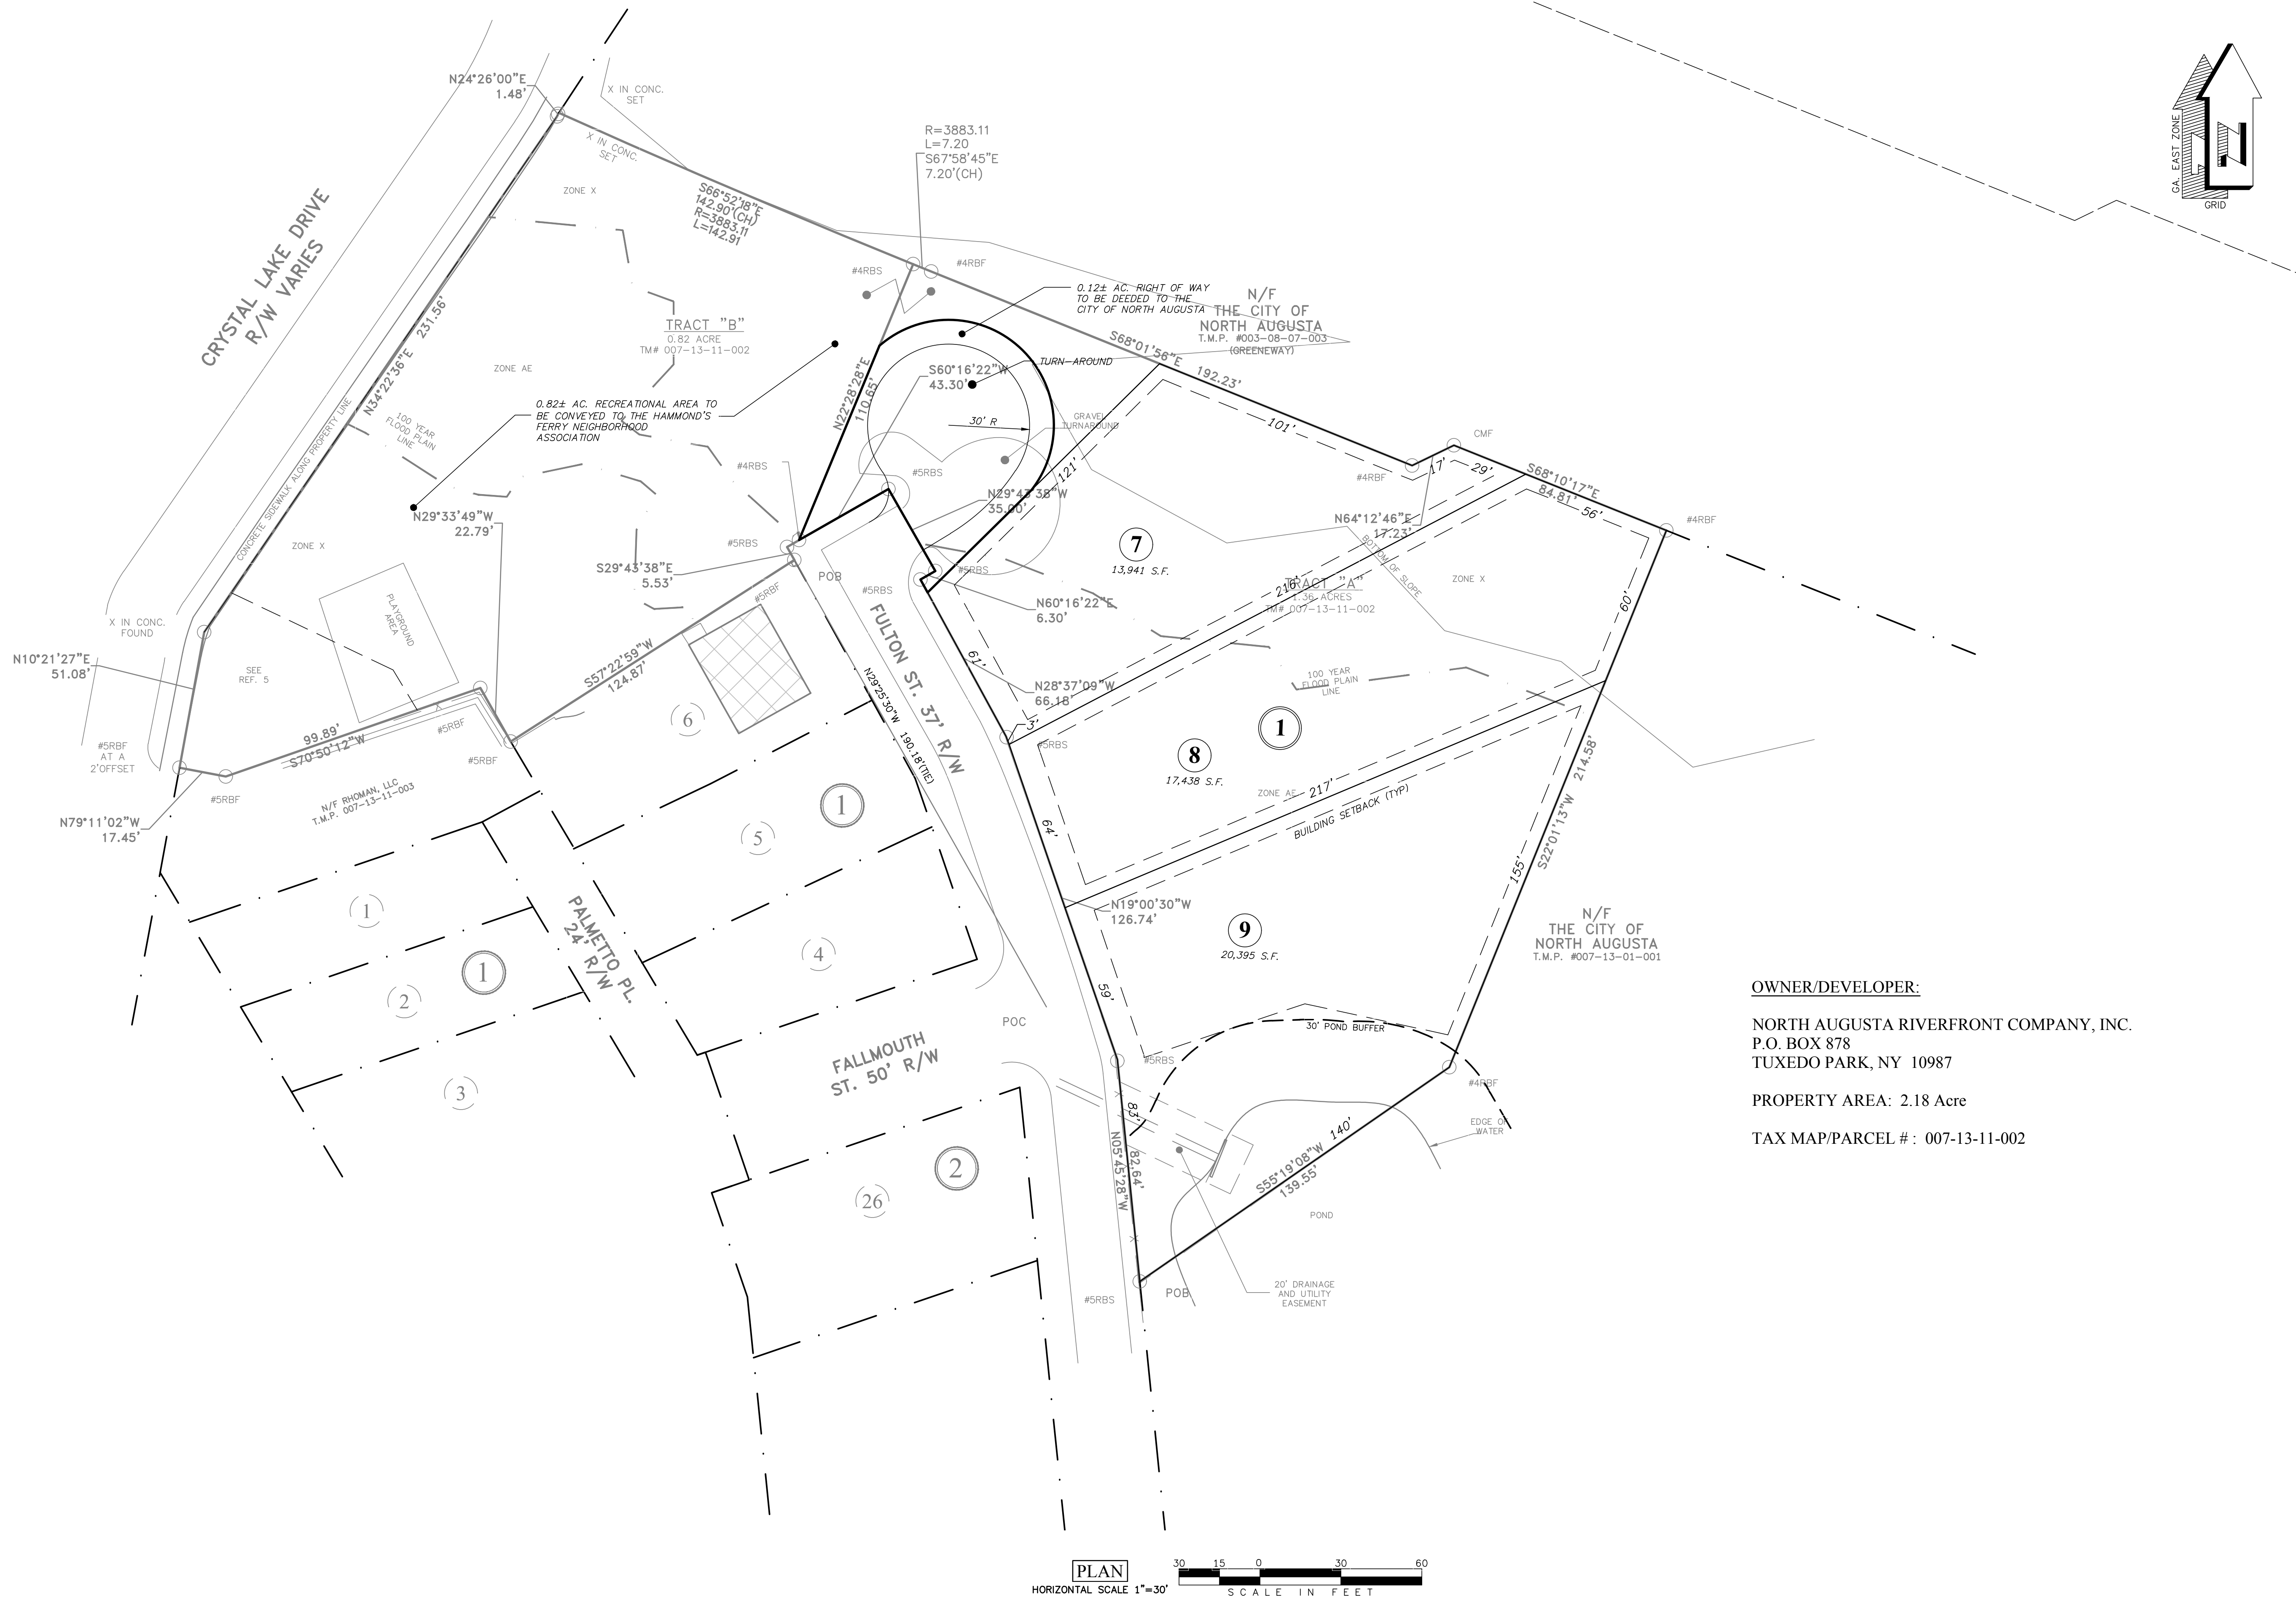 N24°26'00"E
1.48'
X IN CONC.
SET
X IN CONC.
SET
R=3883.11
L=7.20
S67°58'45"E
7.20'(CH)
GA. EAST ZONE
GRID
CRYSTAL LAKE DRIVE
R/W VARIES
ZONE X
S66°52'18"E
142.90'(CH)
R=3883.11
L=142.91
#4RBS
#4RBF
0.12± AC. RIGHT OF WAY
TO BE DEEDED TO THE
CITY OF NORTH AUGUSTA
N/F
THE CITY OF
NORTH AUGUSTA
T.M.P. #003-08-07-003
(GREENEWAY)
TRACT "B"
0.82 ACRE
TM# 007-13-11-002
S68°01'56"E
192.23'
TURN-AROUND
S60°16'22"W
43.30'
N22°28'28"E
110.65'
ZONE AE
N34°22'36"E 231.56'
0.82± AC. RECREATIONAL AREA TO
BE CONVEYED TO THE HAMMOND'S
FERRY NEIGHBORHOOD
ASSOCIATION
100 YEAR
FLOOD PLAIN
LINE
CONCRETE SIDEWALK ALONG PROPERTY LINE
30' R
GRAVEL
TURNAROUND
101'
CMF
17'
29'
#4RBF
S68°10'17"E
84.81'
56'
#4RBS
#5RBS
121'
N29°43'38"W
35.00'
N29°33'49"W
22.79'
N64°12'46"E
17.23'
#4RBF
ZONE X
#5RBS
S29°43'38"E
5.53'
POB
#5RBF
#5RBS
#5RBS
7
13,941 S.F.
BOTTOM OF SLOPE
216'
TRACT "A"
1.36 ACRES
TM# 007-13-11-002
ZONE X
60'
N60°16'22"E
6.30'
PLAYGROUND
AREA
X IN CONC.
FOUND
N10°21'27"E
51.08'
SEE
REF. 5
S57°22'59"W
124.87'
FULTON ST. 37' R/W
N29°25'30"W 190.18'(TIE)
61'
N28°37'09"W
66.18'
3'
#5RBS
100 YEAR
FLOOD PLAIN
LINE
6
1
8
17,438 S.F.
99.89'
S70°50'12"W
#5RBF
#5RBF
#5RBF
AT A
2'OFFSET
#5RBF
N/F RHOMAN, LLC
T.M.P. 007-13-11-003
N79°11'02"W
17.45'
ZONE AE
217'
BUILDING SETBACK (TYP)
S22°01'13"W 214.58'
155'
64'
1
5
N19°00'30"W
126.74'
9
20,395 S.F.
N/F
THE CITY OF
NORTH AUGUSTA
T.M.P. #007-13-01-001
1
PALMETTO PL.
24' R/W
4
59'
1
2
3
POC
30' POND BUFFER
#5RBS
FALLMOUTH
ST. 50' R/W
#4RBF
EDGE OF
WATER
83'
N05°45'28"W
82.64'
140'
S55°19'08"W
139.55'
2
26
POND
POB
#5RBS
20' DRAINAGE
AND UTILITY
EASEMENT
OWNER/DEVELOPER:
NORTH AUGUSTA RIVERFRONT COMPANY, INC.
P.O. BOX 878
TUXEDO PARK, NY 10987
PROPERTY AREA: 2.18 Acre
TAX MAP/PARCEL # : 007-13-11-002
PLAN
HORIZONTAL SCALE 1"=30'
30 15 0 30 60
SCALE IN FEET